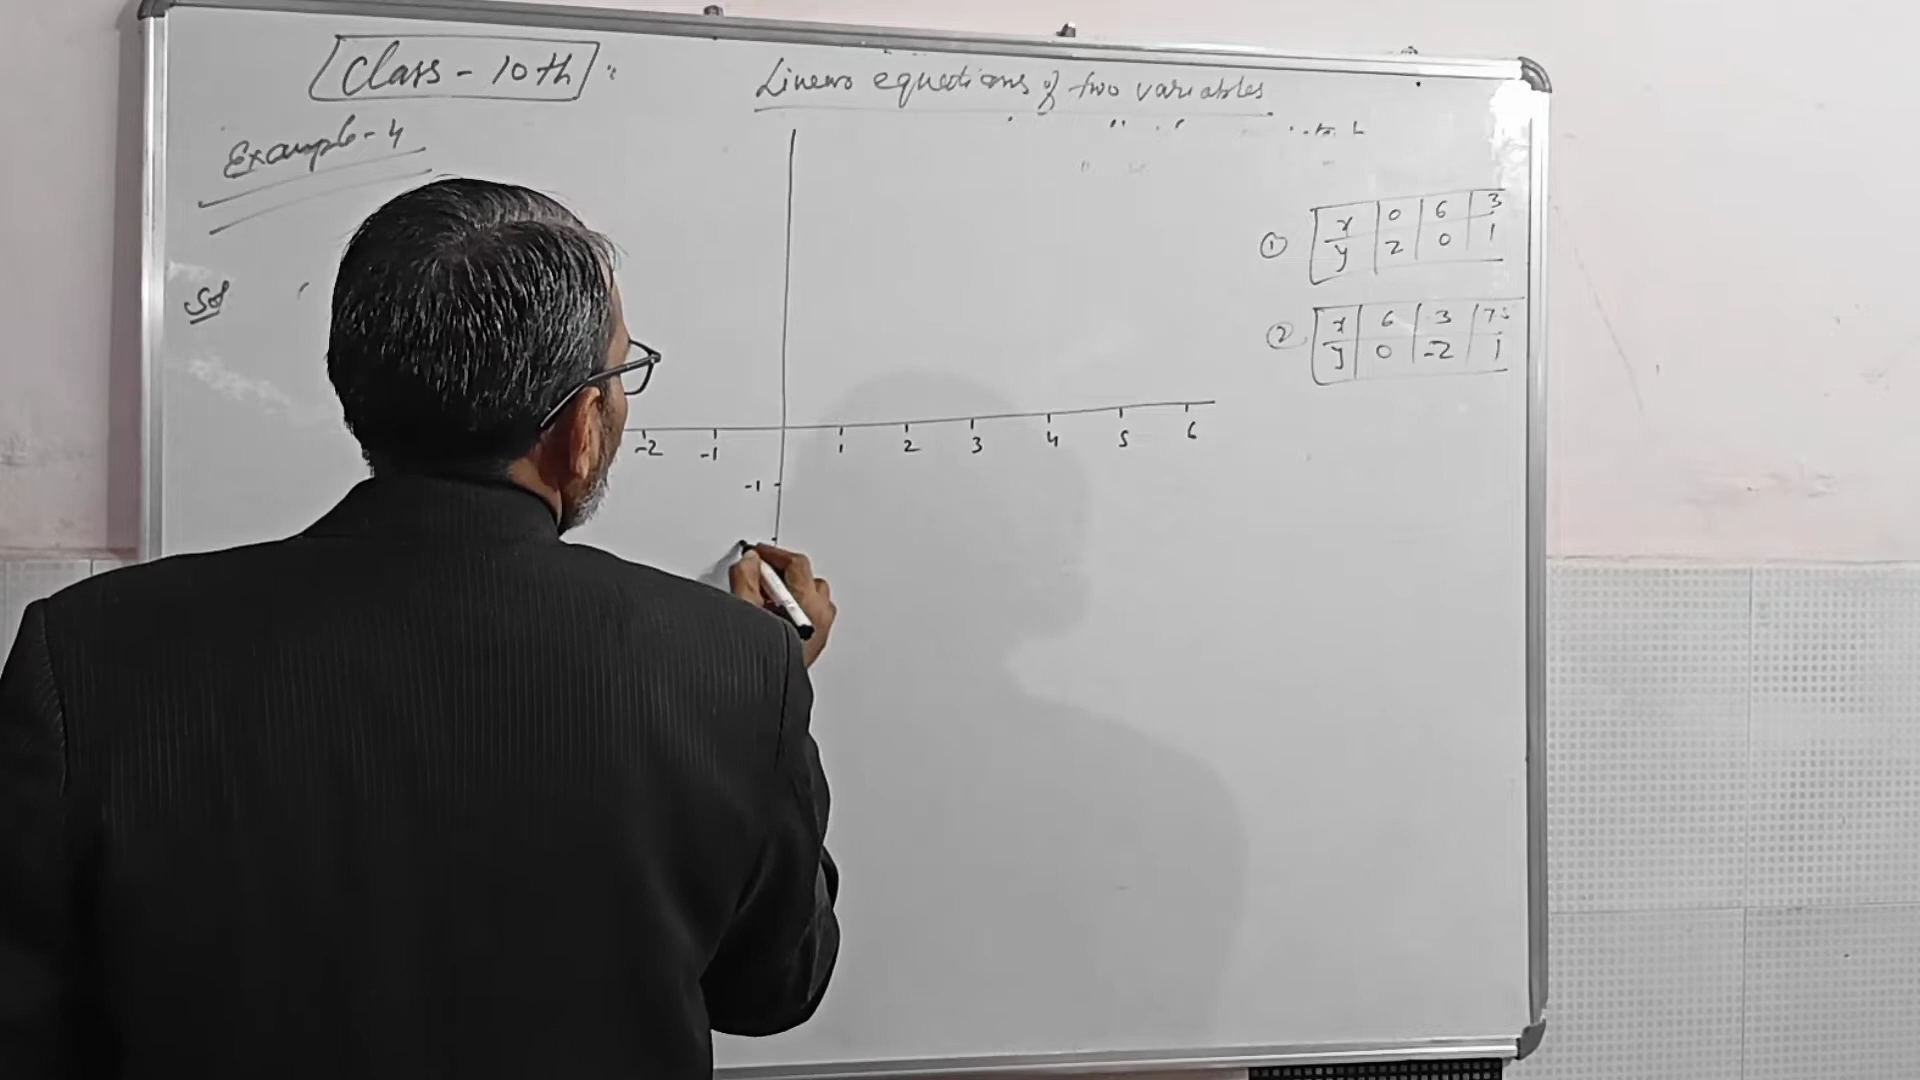 Class - 10th
Linear equations of two variables
Example - 4
① x 0 6 3
y 2 0 1
Sol
② x 6 3
y 0 -2 1
-2 -1 1 2 3 4 5 6
-1